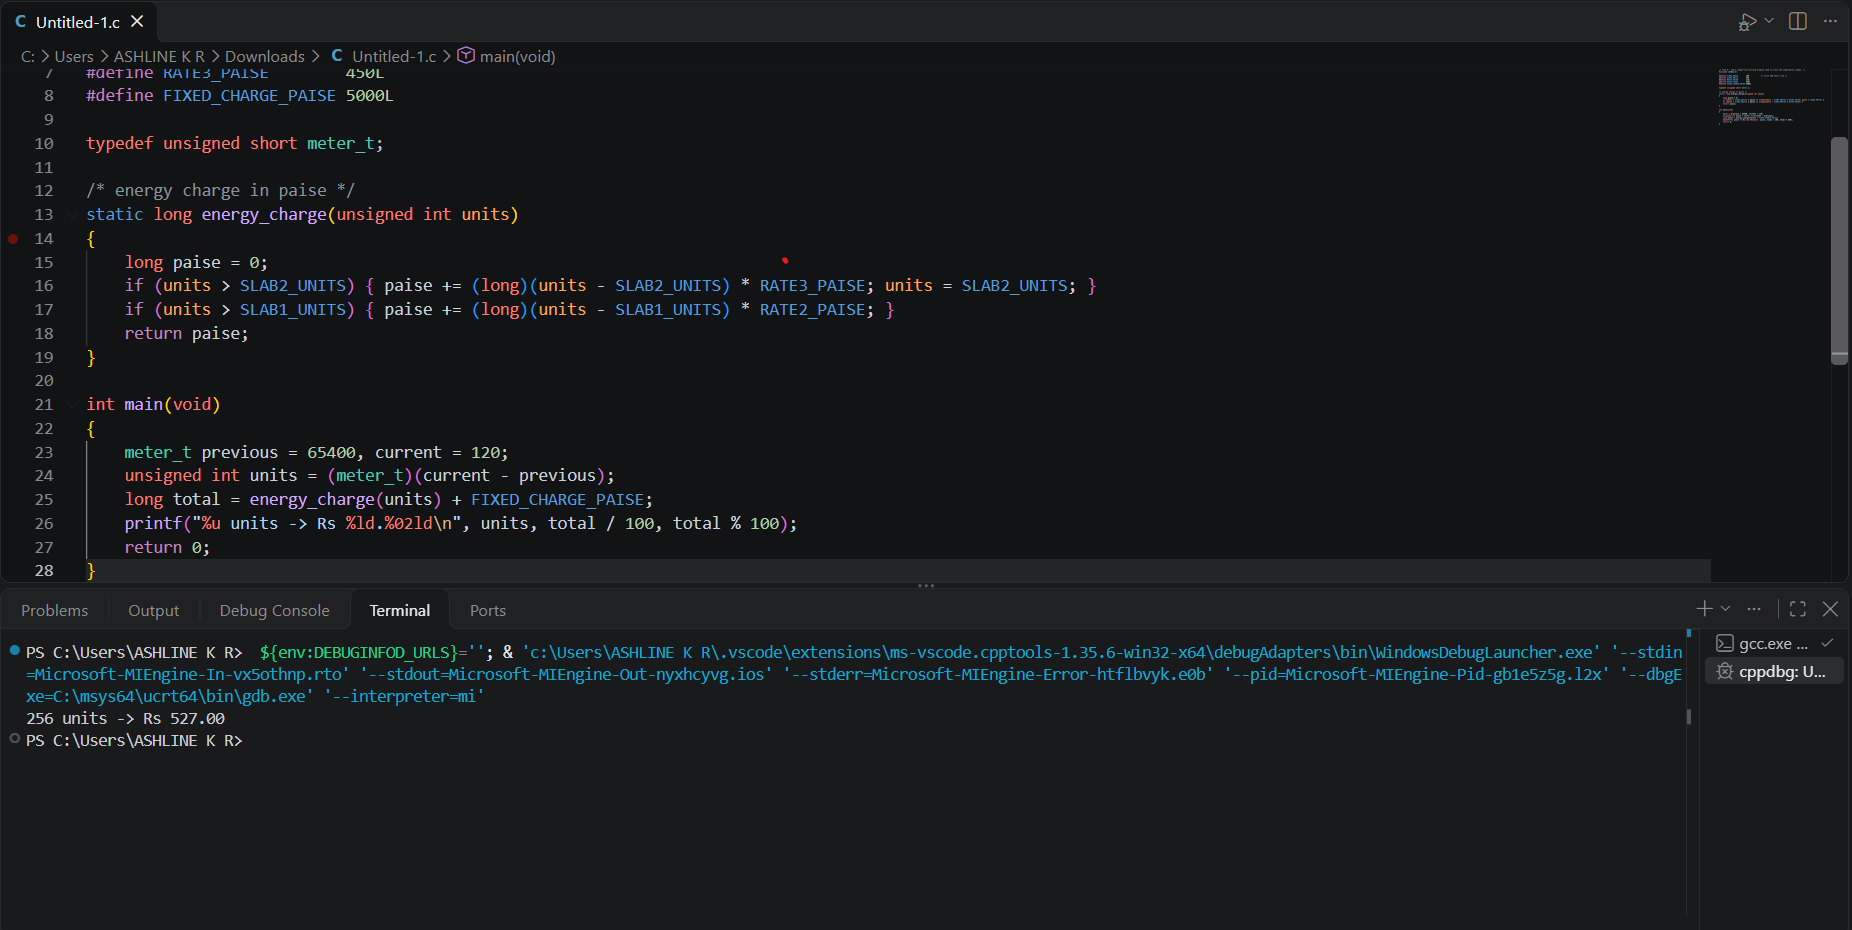 C Untitled-1.c
C: > Users > ASHLINE K R > Downloads > C Untitled-1.c > main(void)
7 #define RATE3_PAISE        450L
8 #define FIXED_CHARGE_PAISE 5000L
9
10 typedef unsigned short meter_t;
11
12 /* energy charge in paise */
13 static long energy_charge(unsigned int units)
14 {
15     long paise = 0;
16     if (units > SLAB2_UNITS) { paise += (long)(units - SLAB2_UNITS) * RATE3_PAISE; units = SLAB2_UNITS; }
17     if (units > SLAB1_UNITS) { paise += (long)(units - SLAB1_UNITS) * RATE2_PAISE; }
18     return paise;
19 }
20
21 int main(void)
22 {
23     meter_t previous = 65400, current = 120;
24     unsigned int units = (meter_t)(current - previous);
25     long total = energy_charge(units) + FIXED_CHARGE_PAISE;
26     printf("%u units -> Rs %ld.%02ld\n", units, total / 100, total % 100);
27     return 0;
28 }
Problems Output Debug Console Terminal Ports
PS C:\Users\ASHLINE K R>  ${env:DEBUGINFOD_URLS}=''; & 'c:\Users\ASHLINE K R\.vscode\extensions\ms-vscode.cpptools-1.35.6-win32-x64\debugAdapters\bin\WindowsDebugLauncher.exe' '--stdin
=Microsoft-MIEngine-In-vx5othnp.rto' '--stdout=Microsoft-MIEngine-Out-nyxhcyvg.ios' '--stderr=Microsoft-MIEngine-Error-htflbvyk.e0b' '--pid=Microsoft-MIEngine-Pid-gb1e5z5g.l2x' '--dbgE
xe=C:\msys64\ucrt64\bin\gdb.exe' '--interpreter=mi'
256 units -> Rs 527.00
PS C:\Users\ASHLINE K R>
gcc.exe ...
cppdbg: U...